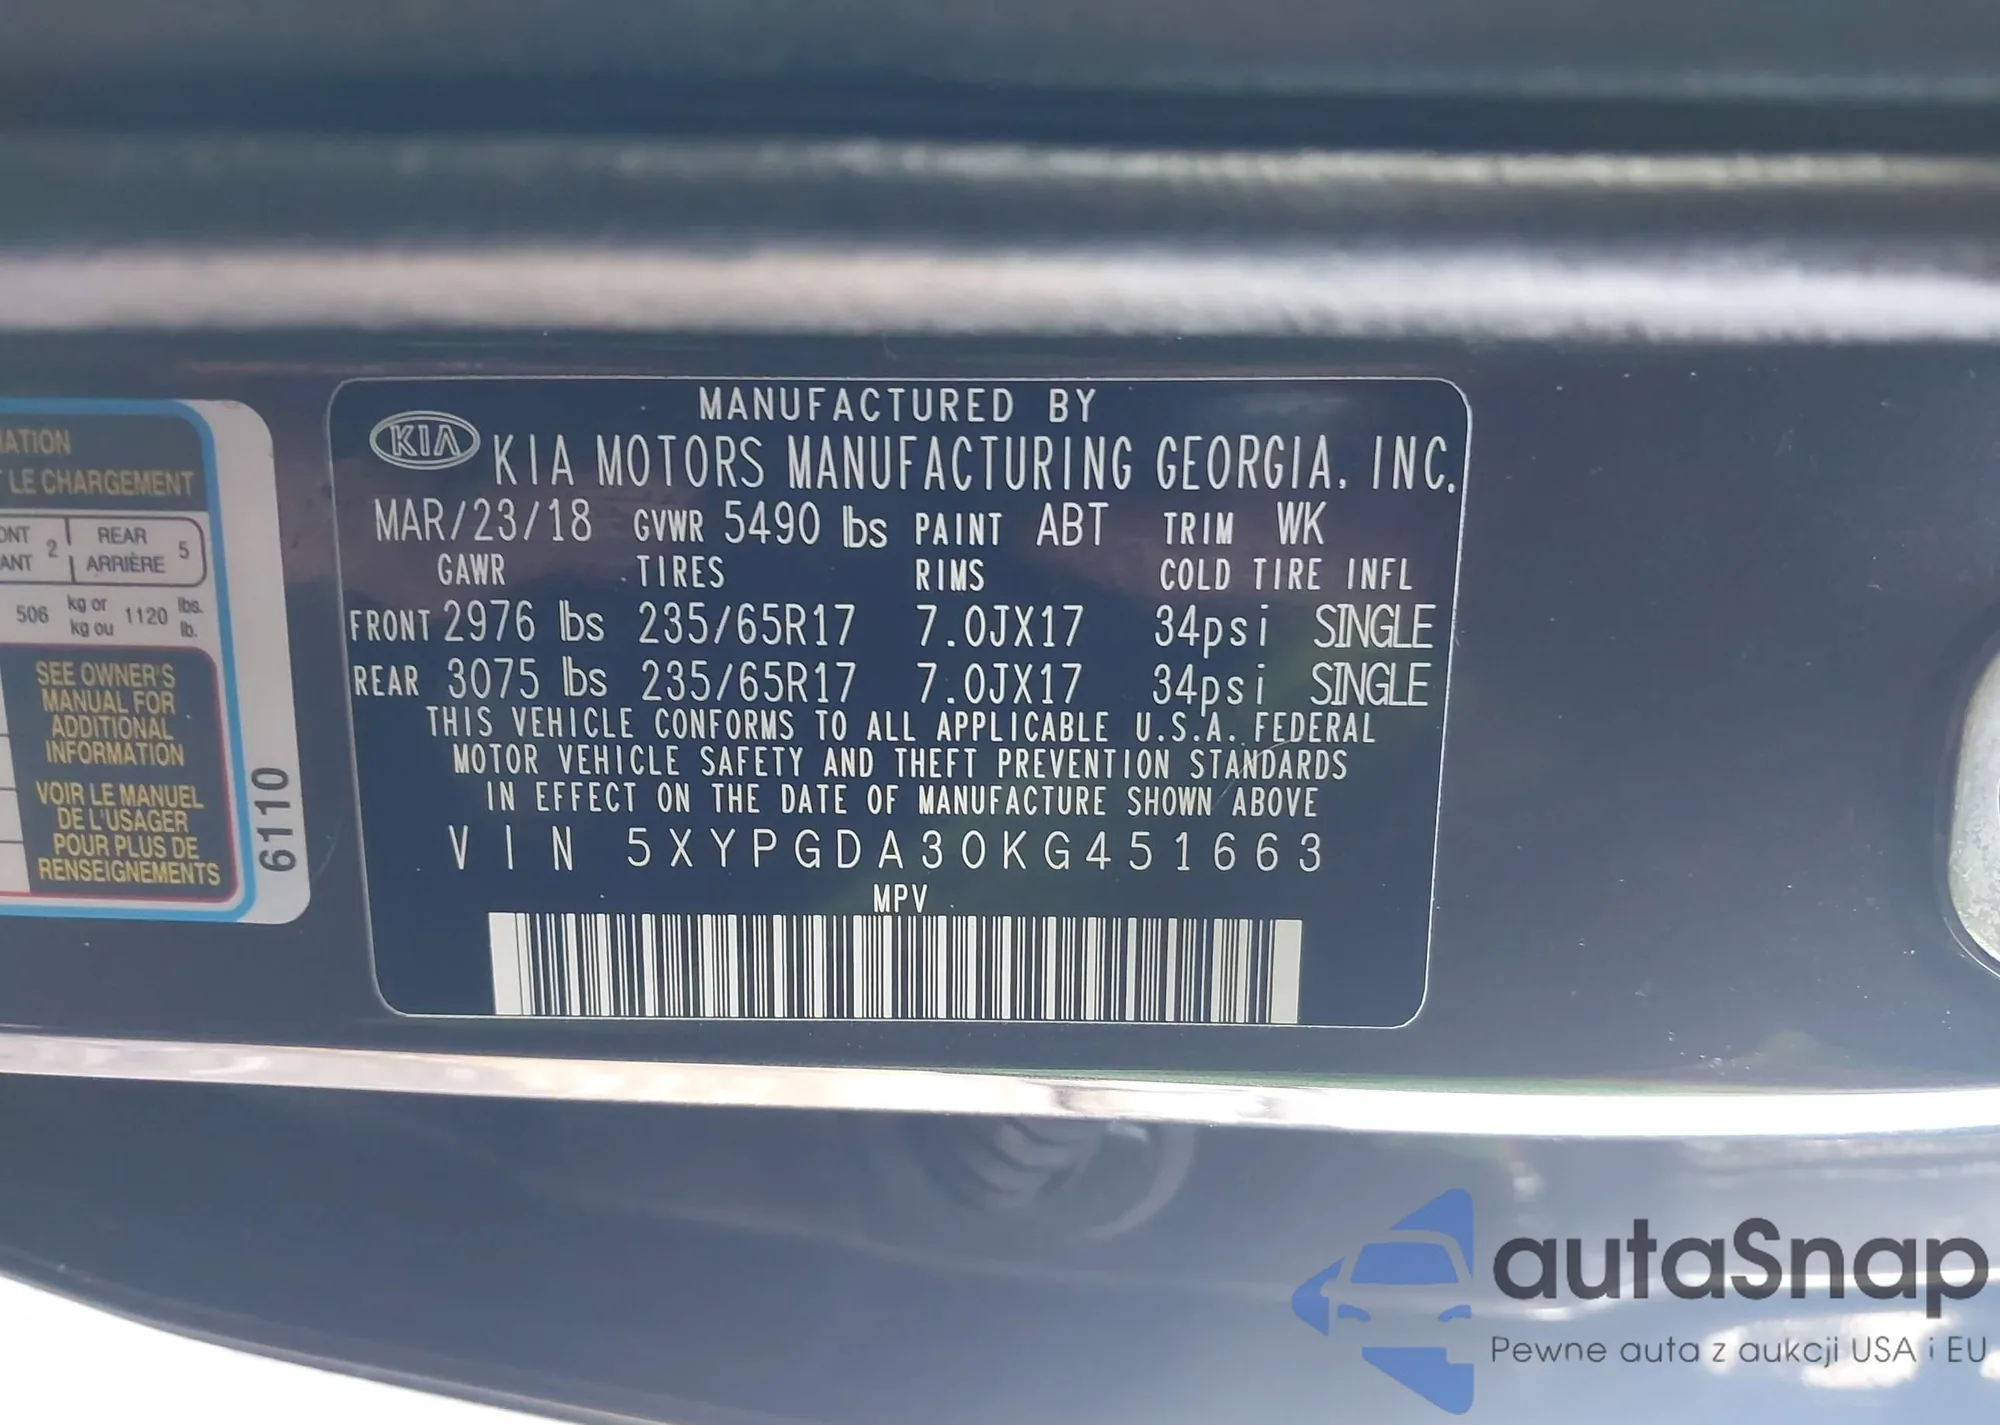 MANUFACTURED BY
KIA KIA MOTORS MANUFACTURING GEORGIA, INC.
MAR/23/18 GVWR 5490 lbs PAINT ABT TRIM WK
GAWR TIRES RIMS COLD TIRE INFL
FRONT 2976 lbs 235/65R17 7.0JX17 34psi SINGLE
REAR 3075 lbs 235/65R17 7.0JX17 34psi SINGLE
THIS VEHICLE CONFORMS TO ALL APPLICABLE U.S.A. FEDERAL
MOTOR VEHICLE SAFETY AND THEFT PREVENTION STANDARDS
IN EFFECT ON THE DATE OF MANUFACTURE SHOWN ABOVE
VIN 5XYPGDA30KG451663
MPV
LE CHARGEMENT
2 REAR 5
ARRIÈRE
506 kg or 1120 lbs.
kg ou lb.
SEE OWNER'S
MANUAL FOR
ADDITIONAL
INFORMATION
VOIR LE MANUEL
DE L'USAGER
POUR PLUS DE
RENSEIGNEMENTS
6110
autaSnap
Pewne auta z aukcji USA i EU